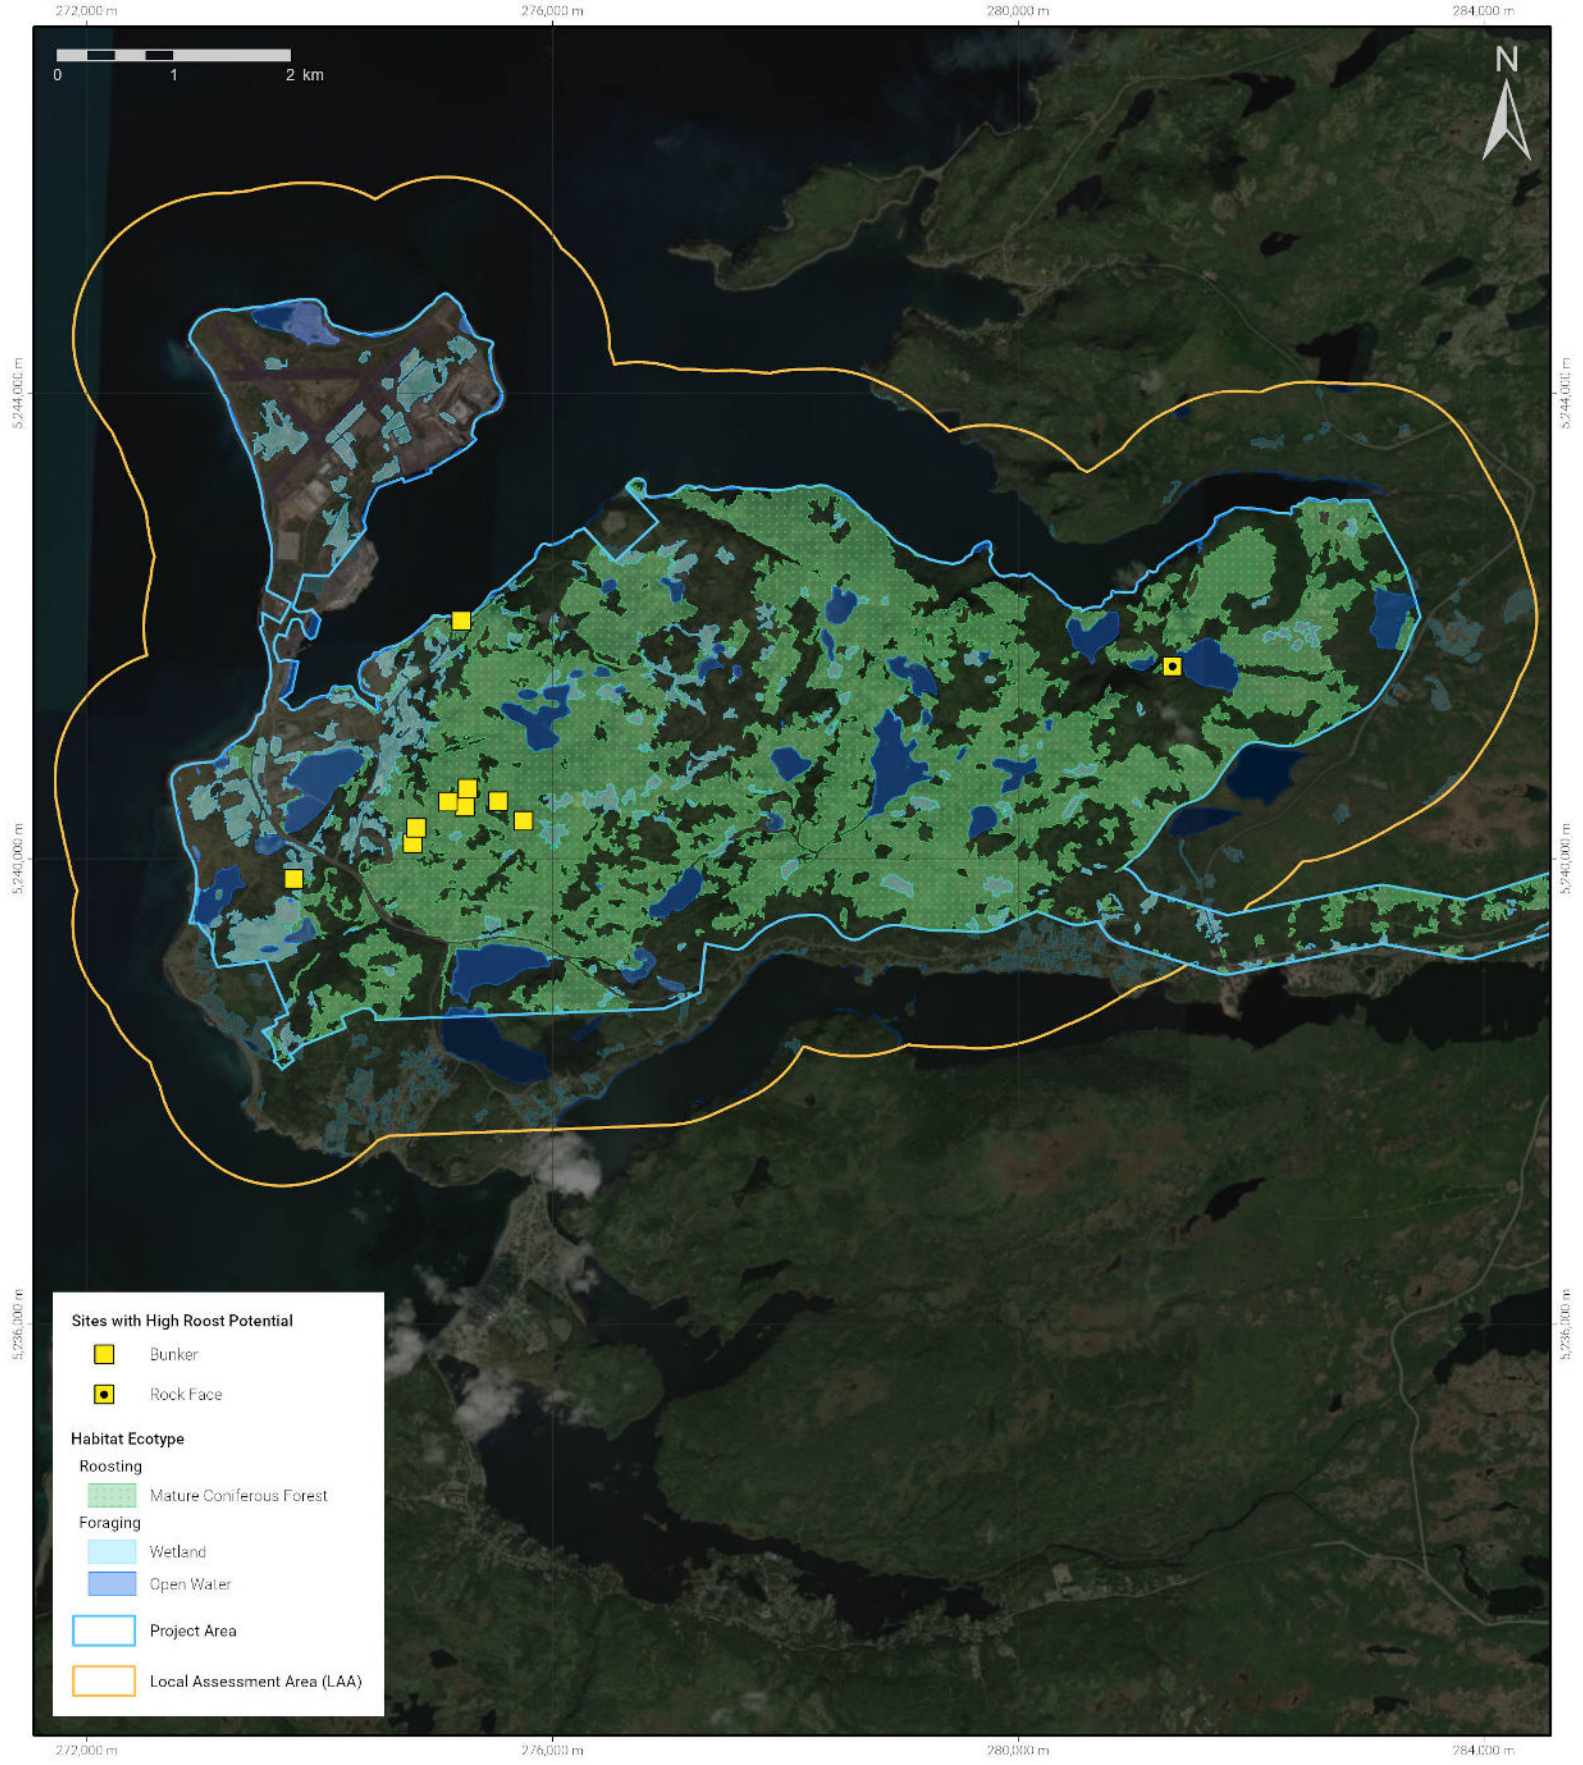 272,000 m 276,000 m 280,000 m 284,000 m
0 1 2 km
N
5,244,000 m 5,244,000 m
5,240,000 m 5,240,000 m
5,236,000 m 5,236,000 m
Sites with High Roost Potential
Bunker
Rock Face
Habitat Ecotype
Roosting
Mature Coniferous Forest
Foraging
Wetland
Open Water
Project Area
Local Assessment Area (LAA)
272,000 m 276,000 m 280,000 m 284,000 m